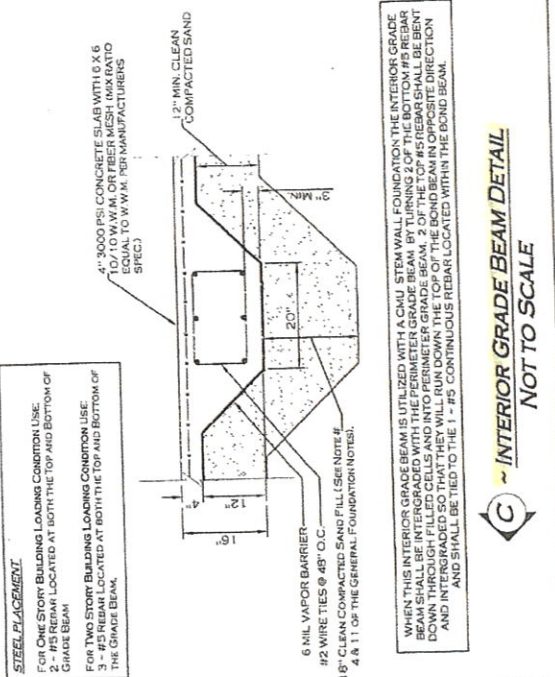 STEEL PLACEMENT
FOR ONE STORY BUILDING LOADING CONDITION USE:
2 - #5 REBAR LOCATED AT BOTH THE TOP AND BOTTOM OF
GRADE BEAM
FOR TWO STORY BUILDING LOADING CONDITION USE:
3 - #5 REBAR LOCATED AT BOTH THE TOP AND BOTTOM OF
THE GRADE BEAM.
4" 3000 PSI CONCRETE SLAB WITH 6 X 6
10/10 W.W.M. OR FIBER MESH (MIX RATIO
EQUAL TO W.W.M. PER MANUFACTURERS
SPEC.)
12" MIN. CLEAN
COMPACTED SAND
4"
12"
16"
20"
3" MIN.
6 MIL VAPOR BARRIER
#2 WIRE TIES @ 48" O.C.
18" CLEAN COMPACTED SAND FILL (SEE NOTE #
4 & 11 OF THE GENERAL FOUNDATION NOTES).
WHEN THIS INTERIOR GRADE BEAM IS UTILIZED WITH A CMU STEM WALL FOUNDATION THE INTERIOR GRADE
BEAM SHALL BE INTERGRADED WITH THE PERIMETER GRADE BEAM BY TURNING 2 OF THE BOTTOM #5 REBAR
DOWN THROUGH FILLED CELLS AND INTO PERIMETER GRADE BEAM. 2 OF THE TOP #5 REBAR SHALL BE BENT
AND INTERGRADED SO THAT THEY WILL RUN DOWN THE TOP OF THE BOND BEAM IN OPPOSITE DIRECTION
AND SHALL BE TIED TO THE 1 - #5 CONTINUOUS REBAR LOCATED WITHIN THE BOND BEAM.
C ~ INTERIOR GRADE BEAM DETAIL
NOT TO SCALE